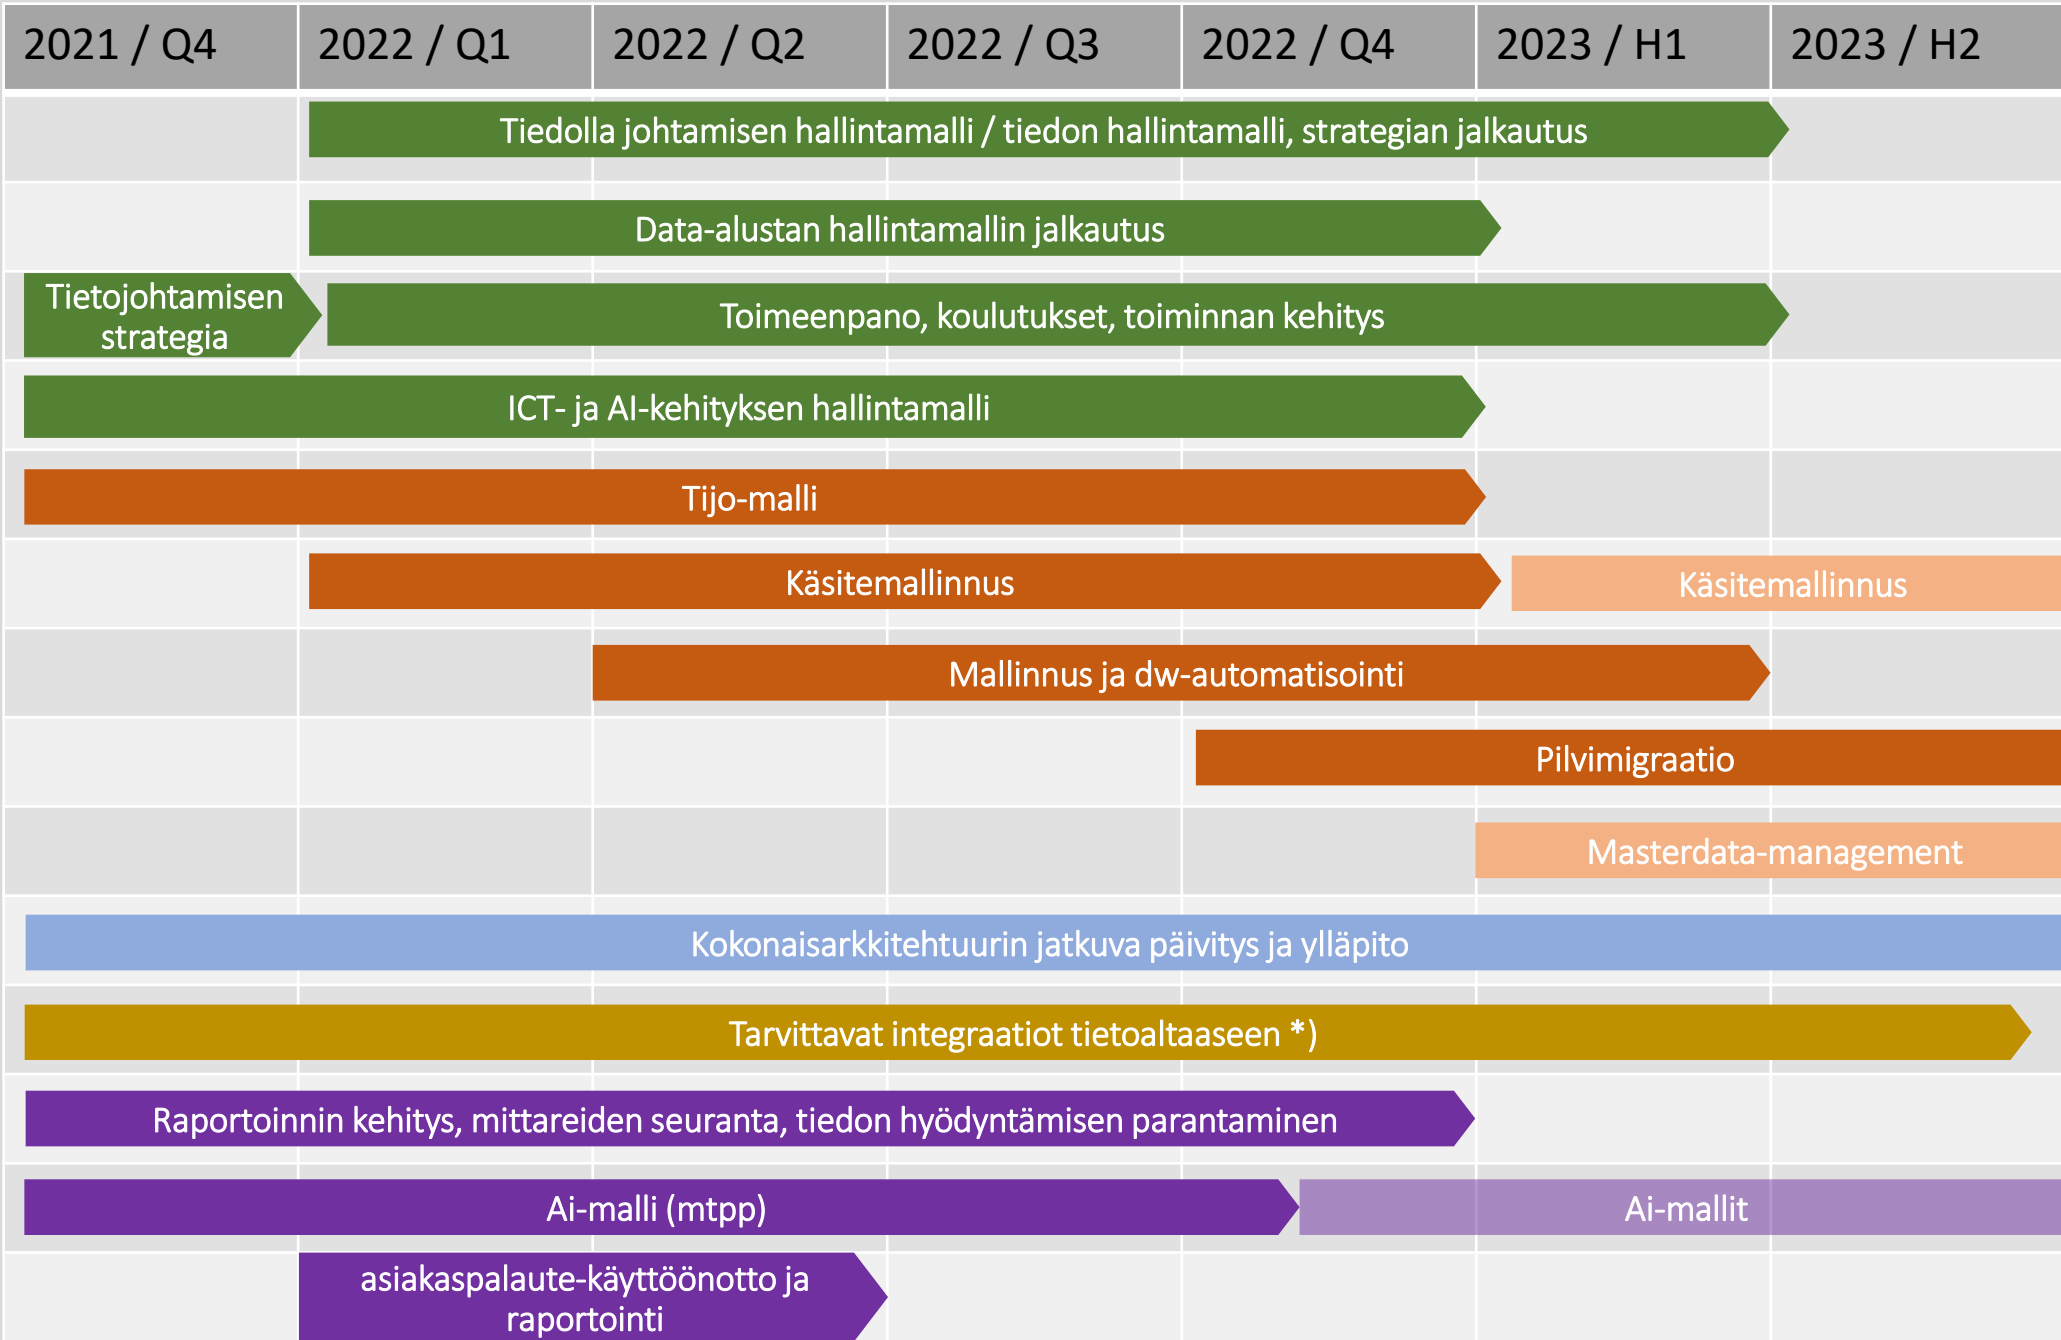 2021 / Q4
2022 / Q1
2022 / Q2
2022 / Q3
2022 / Q4
2023 / H1
2023 / H2
Tiedolla johtamisen hallintamalli / tiedon hallintamalli, strategian jalkautus
Data-alustan hallintamallin jalkautus
Tietojohtamisen
strategia
Toimeenpano, koulutukset, toiminnan kehitys
ICT- ja AI-kehityksen hallintamalli
Tijo-malli
Käsitemallinnus
Käsitemallinnus
Mallinnus ja dw-automatisointi
Pilvimigraatio
Masterdata-management
Kokonaisarkkitehtuurin jatkuva päivitys ja ylläpito
Tarvittavat integraatiot tietoaltaaseen *)
Raportoinnin kehitys, mittareiden seuranta, tiedon hyödyntämisen parantaminen
Ai-malli (mtpp)
Ai-mallit
asiakaspalaute-käyttöönotto ja
raportointi